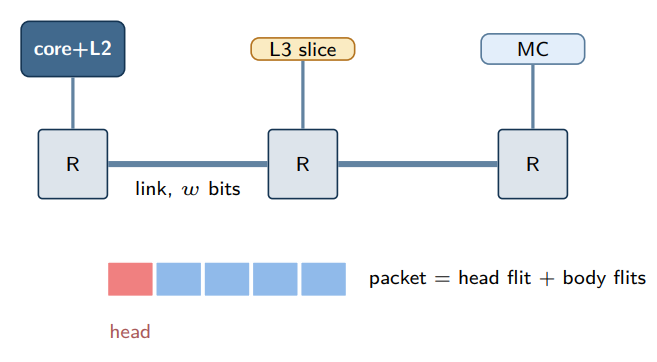 core+L2
L3 slice
MC
R
R
R
link, w bits
packet = head flit + body flits
head